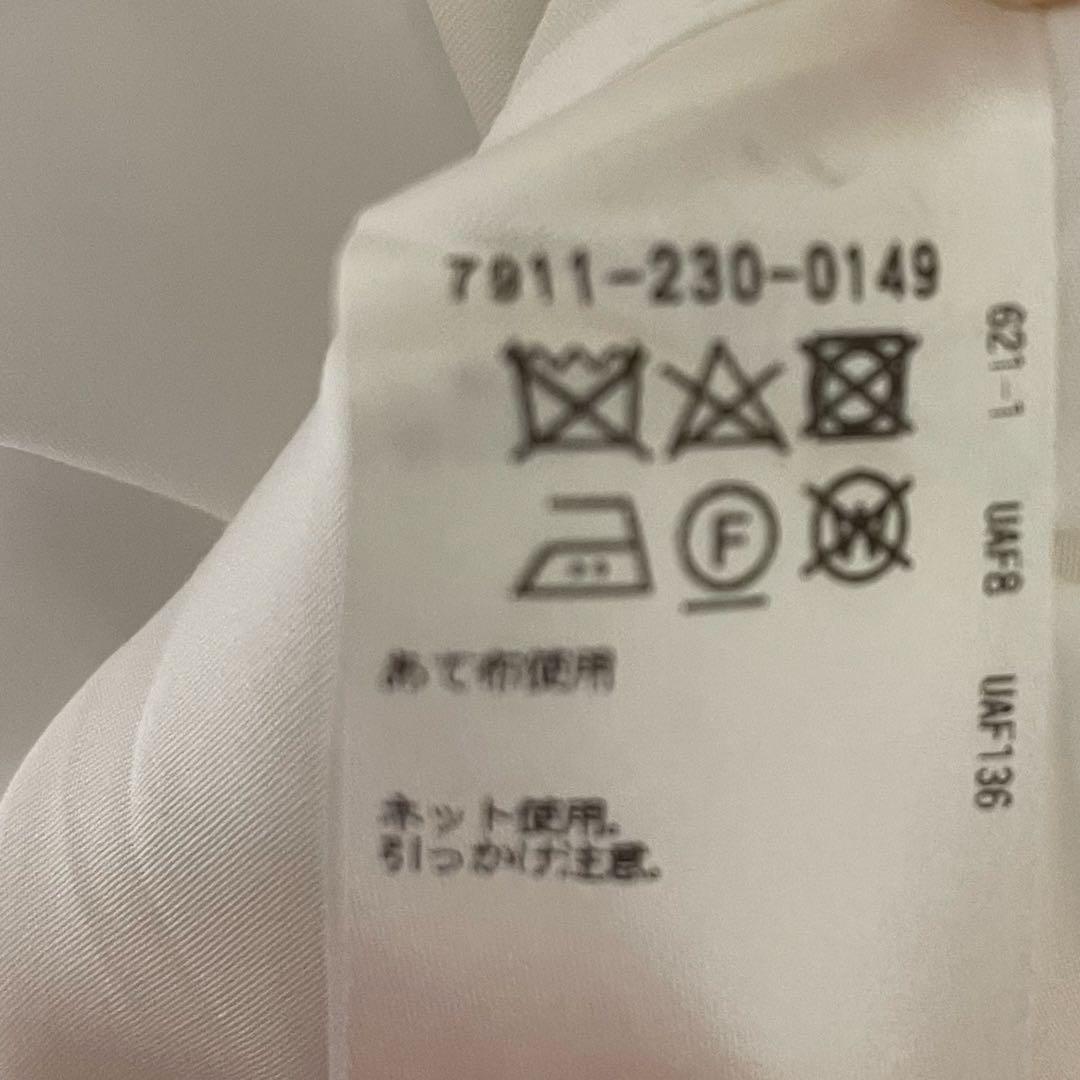 7911-230-0149
F
W
あて布使用
ネット使用.
引っかけ注意.
621-1 UAF8 UAF136